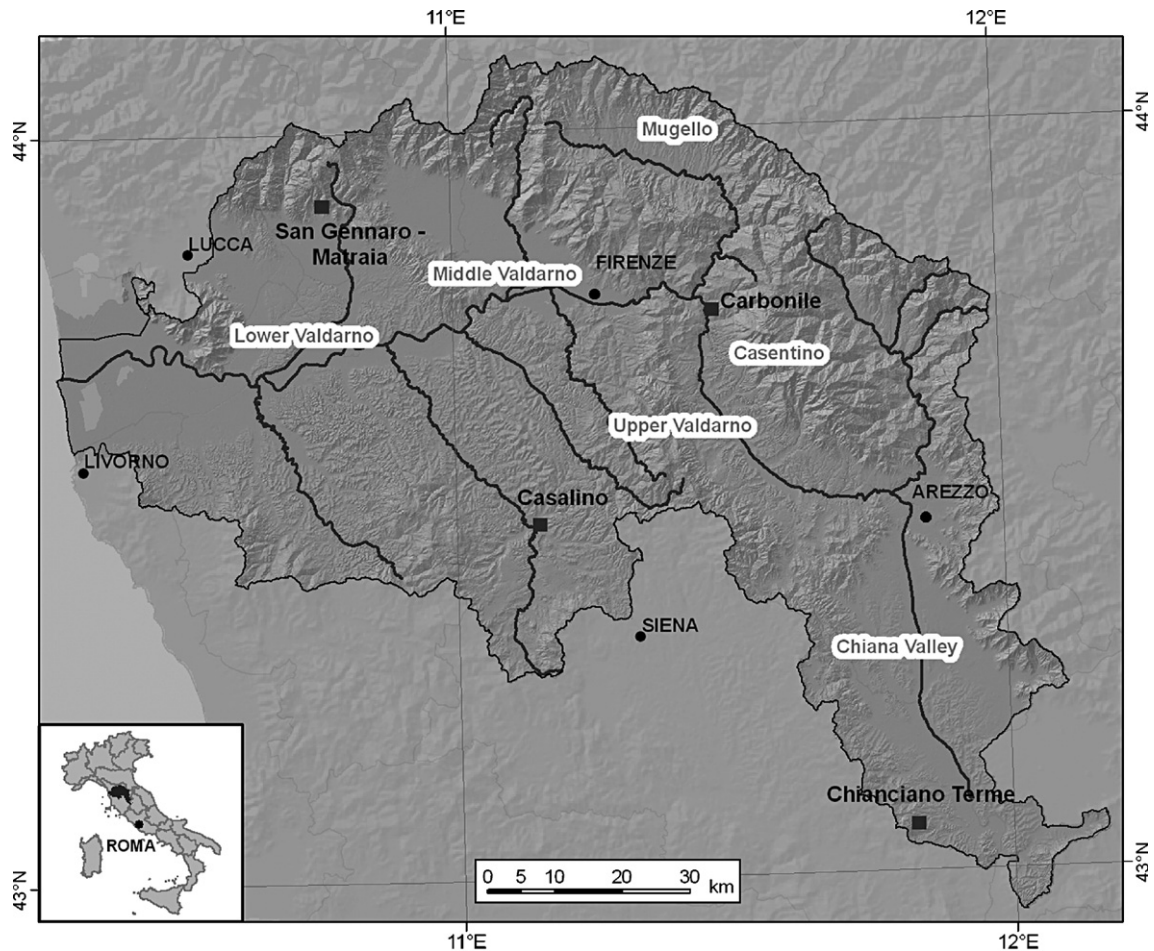 11°E
12°E
44°N
44°N
Mugello
San Gennaro -
Matraia
LUCCA
Middle Valdarno
FIRENZE
Carbonile
Lower Valdarno
Casentino
Upper Valdarno
LIVORNO
Casalino
AREZZO
SIENA
Chiana Valley
Chianciano Terme
ROMA
0 5 10 20 30
km
43°N
43°N
11°E
12°E